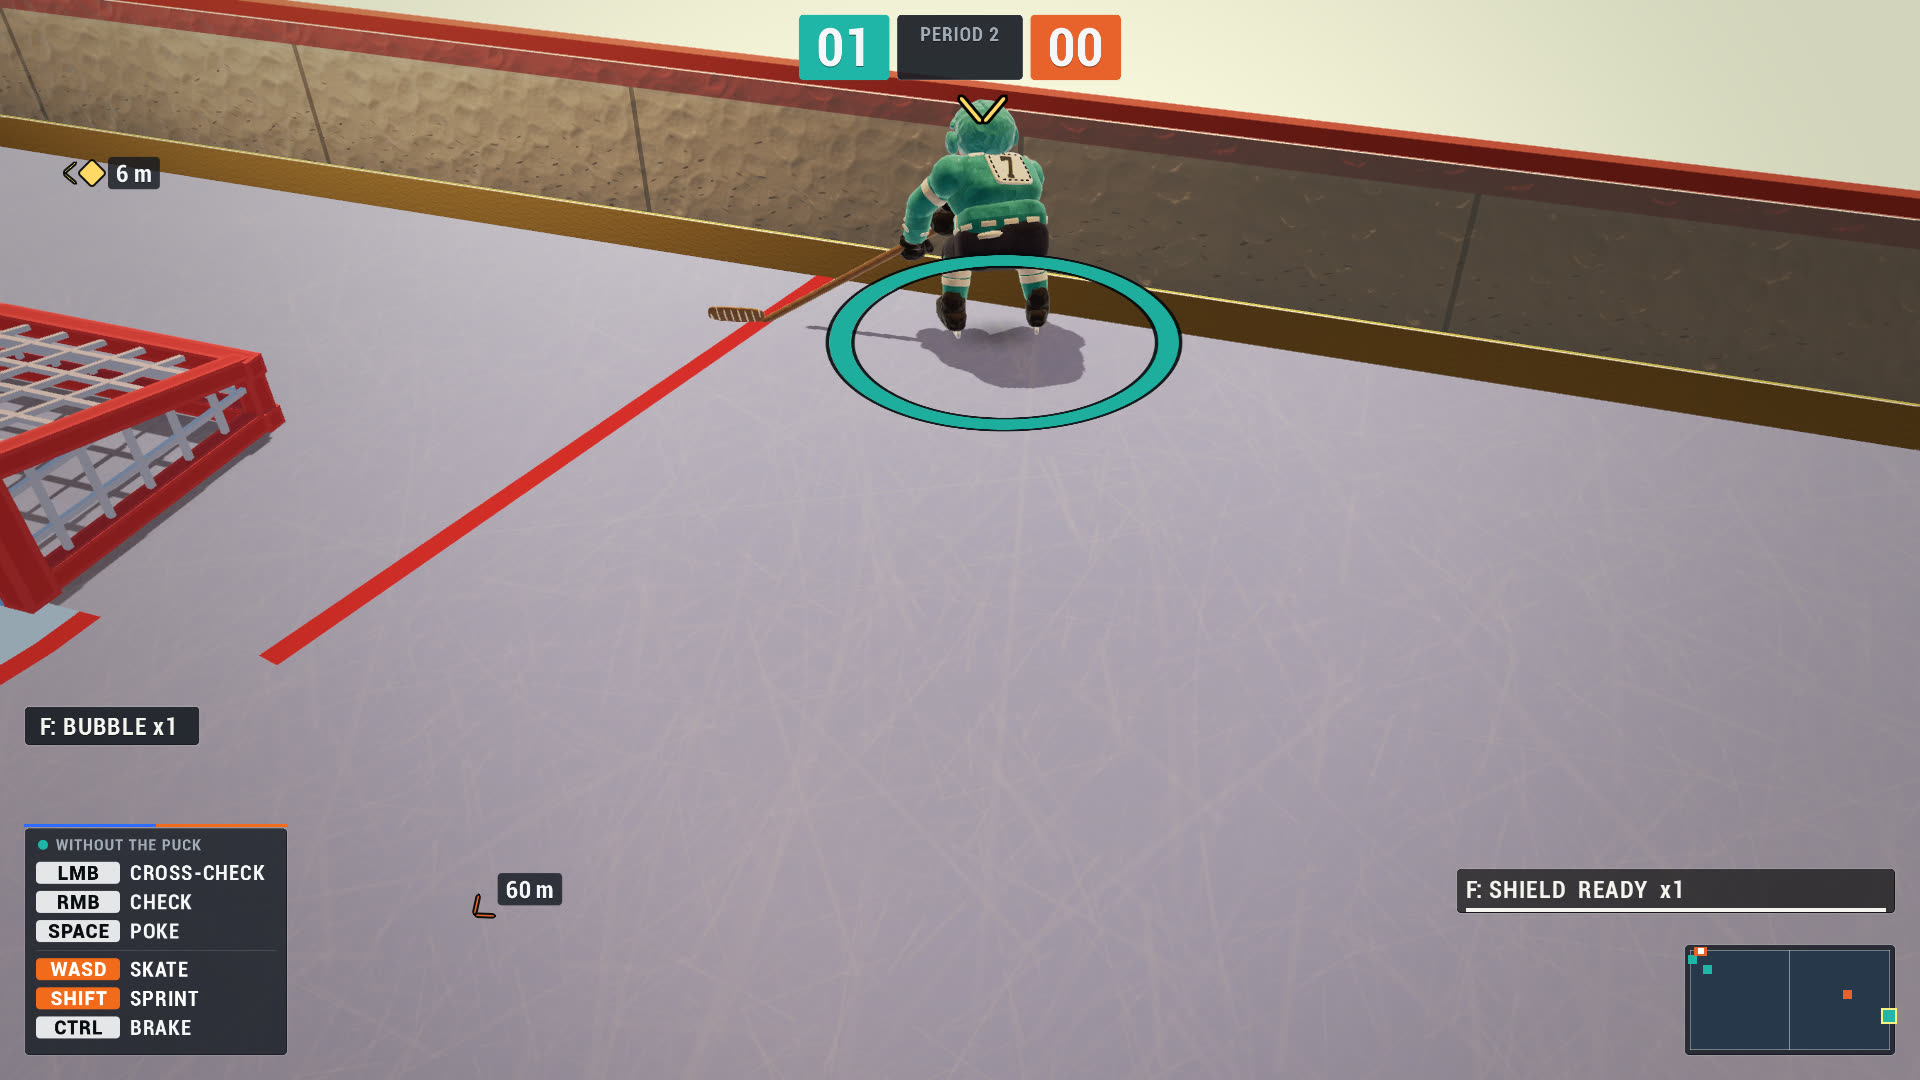 01 PERIOD 2 00
7
6 m
F: BUBBLE x1
WITHOUT THE PUCK
LMB CROSS-CHECK
RMB CHECK
SPACE POKE
WASD SKATE
SHIFT SPRINT
CTRL BRAKE
60 m
F: SHIELD READY x1